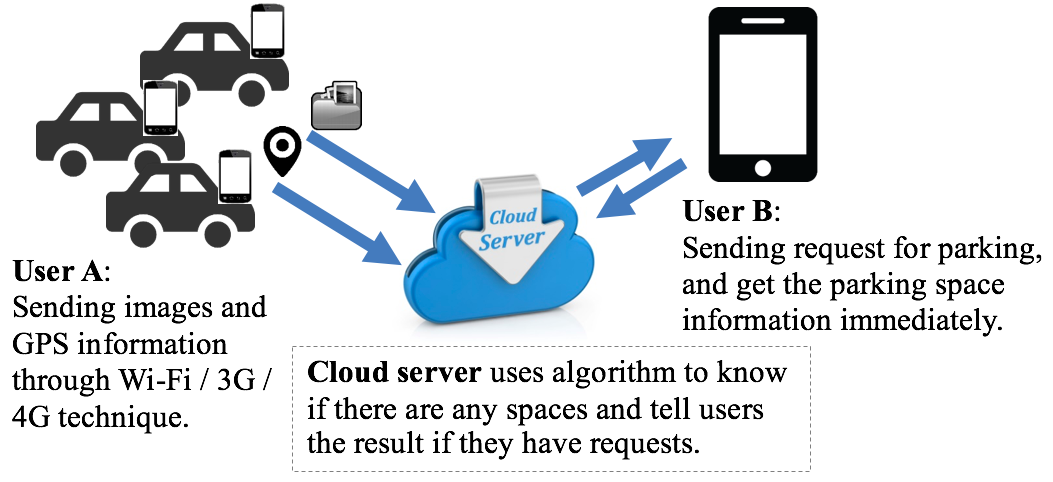 Cloud
Server
User A:
Sending images and
GPS information
through Wi-Fi / 3G /
4G technique.
User B:
Sending request for parking,
and get the parking space
information immediately.
Cloud server uses algorithm to know
if there are any spaces and tell users
the result if they have requests.